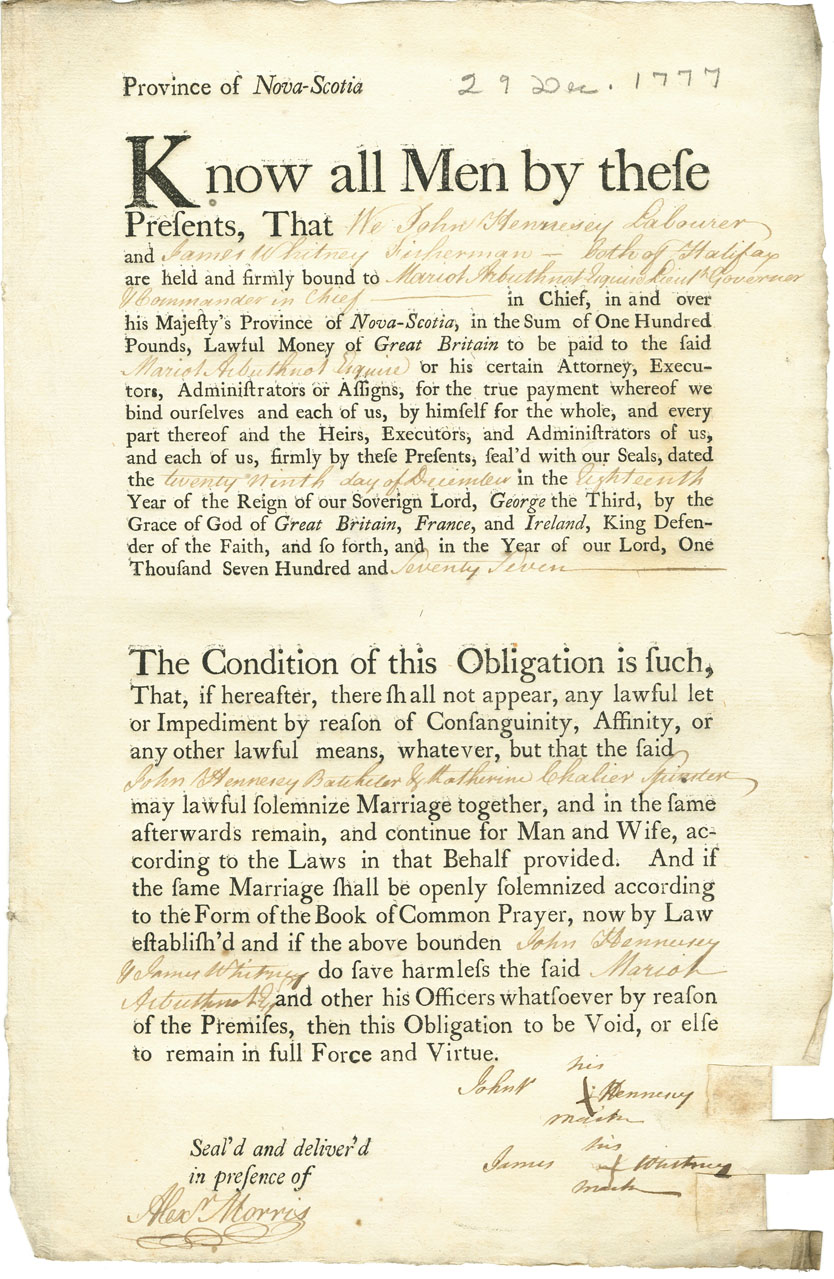 Province of Nova-Scotia 29 Dec. 1777
Know all Men by theſe
Preſents, That We John Hennesey Labourer
and James Whitney Fisherman — both of Halifax
are held and firmly bound to Mariot Arbuthnot Esquire Lieut. Governor
& Commander in Chief in Chief, in and over
his Majeſty's Province of Nova-Scotia, in the Sum of One Hundred
Pounds, Lawful Money of Great Britain to be paid to the ſaid
Mariot Arbuthnot Esquire or his certain Attorney, Execu-
tors, Adminiſtrators or Aſſigns, for the true payment whereof we
bind ourſelves and each of us, by himſelf for the whole, and every
part thereof and the Heirs, Executors, and Adminiſtrators of us,
and each of us, firmly by theſe Preſents, ſeal'd with our Seals, dated
the twenty Ninth day of December in the Eighteenth
Year of the Reign of our Soverign Lord, George the Third, by the
Grace of God of Great Britain, France, and Ireland, King Defen-
der of the Faith, and ſo forth, and in the Year of our Lord, One
Thouſand Seven Hundred and Seventy Seven
The Condition of this Obligation is ſuch,
That, if hereafter, there ſhall not appear, any lawful let
or Impediment by reaſon of Conſanguinity, Affinity, or
any other lawful means, whatever, but that the ſaid
John Hennesey Batcheler & Katherine Chalier Spinster
may lawful ſolemnize Marriage together, and in the ſame
afterwards remain, and continue for Man and Wife, ac-
cording to the Laws in that Behalf provided. And if
the ſame Marriage ſhall be openly ſolemnized according
to the Form of the Book of Common Prayer, now by Law
eſtabliſh'd and if the above bounden John Hennesey
& James Whitney do ſave harmleſs the ſaid Mariot
Arbuthnot and other his Officers whatſoever by reaſon
of the Premiſes, then this Obligation to be Void, or elſe
to remain in full Force and Virtue.
his
John Hennesey
mark
Seal'd and deliver'd his
in preſence of James Whitney
mark
Alexr. Morris